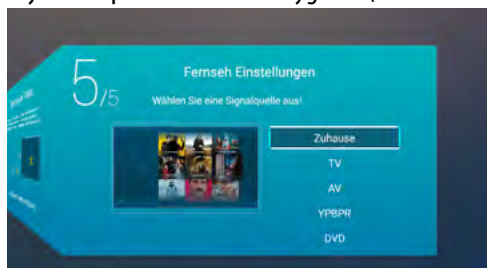 5/5
Fernseh Einstellungen
Wählen Sie eine Signalquelle aus!
Zuhause
TV
AV
YPBPR
DVD